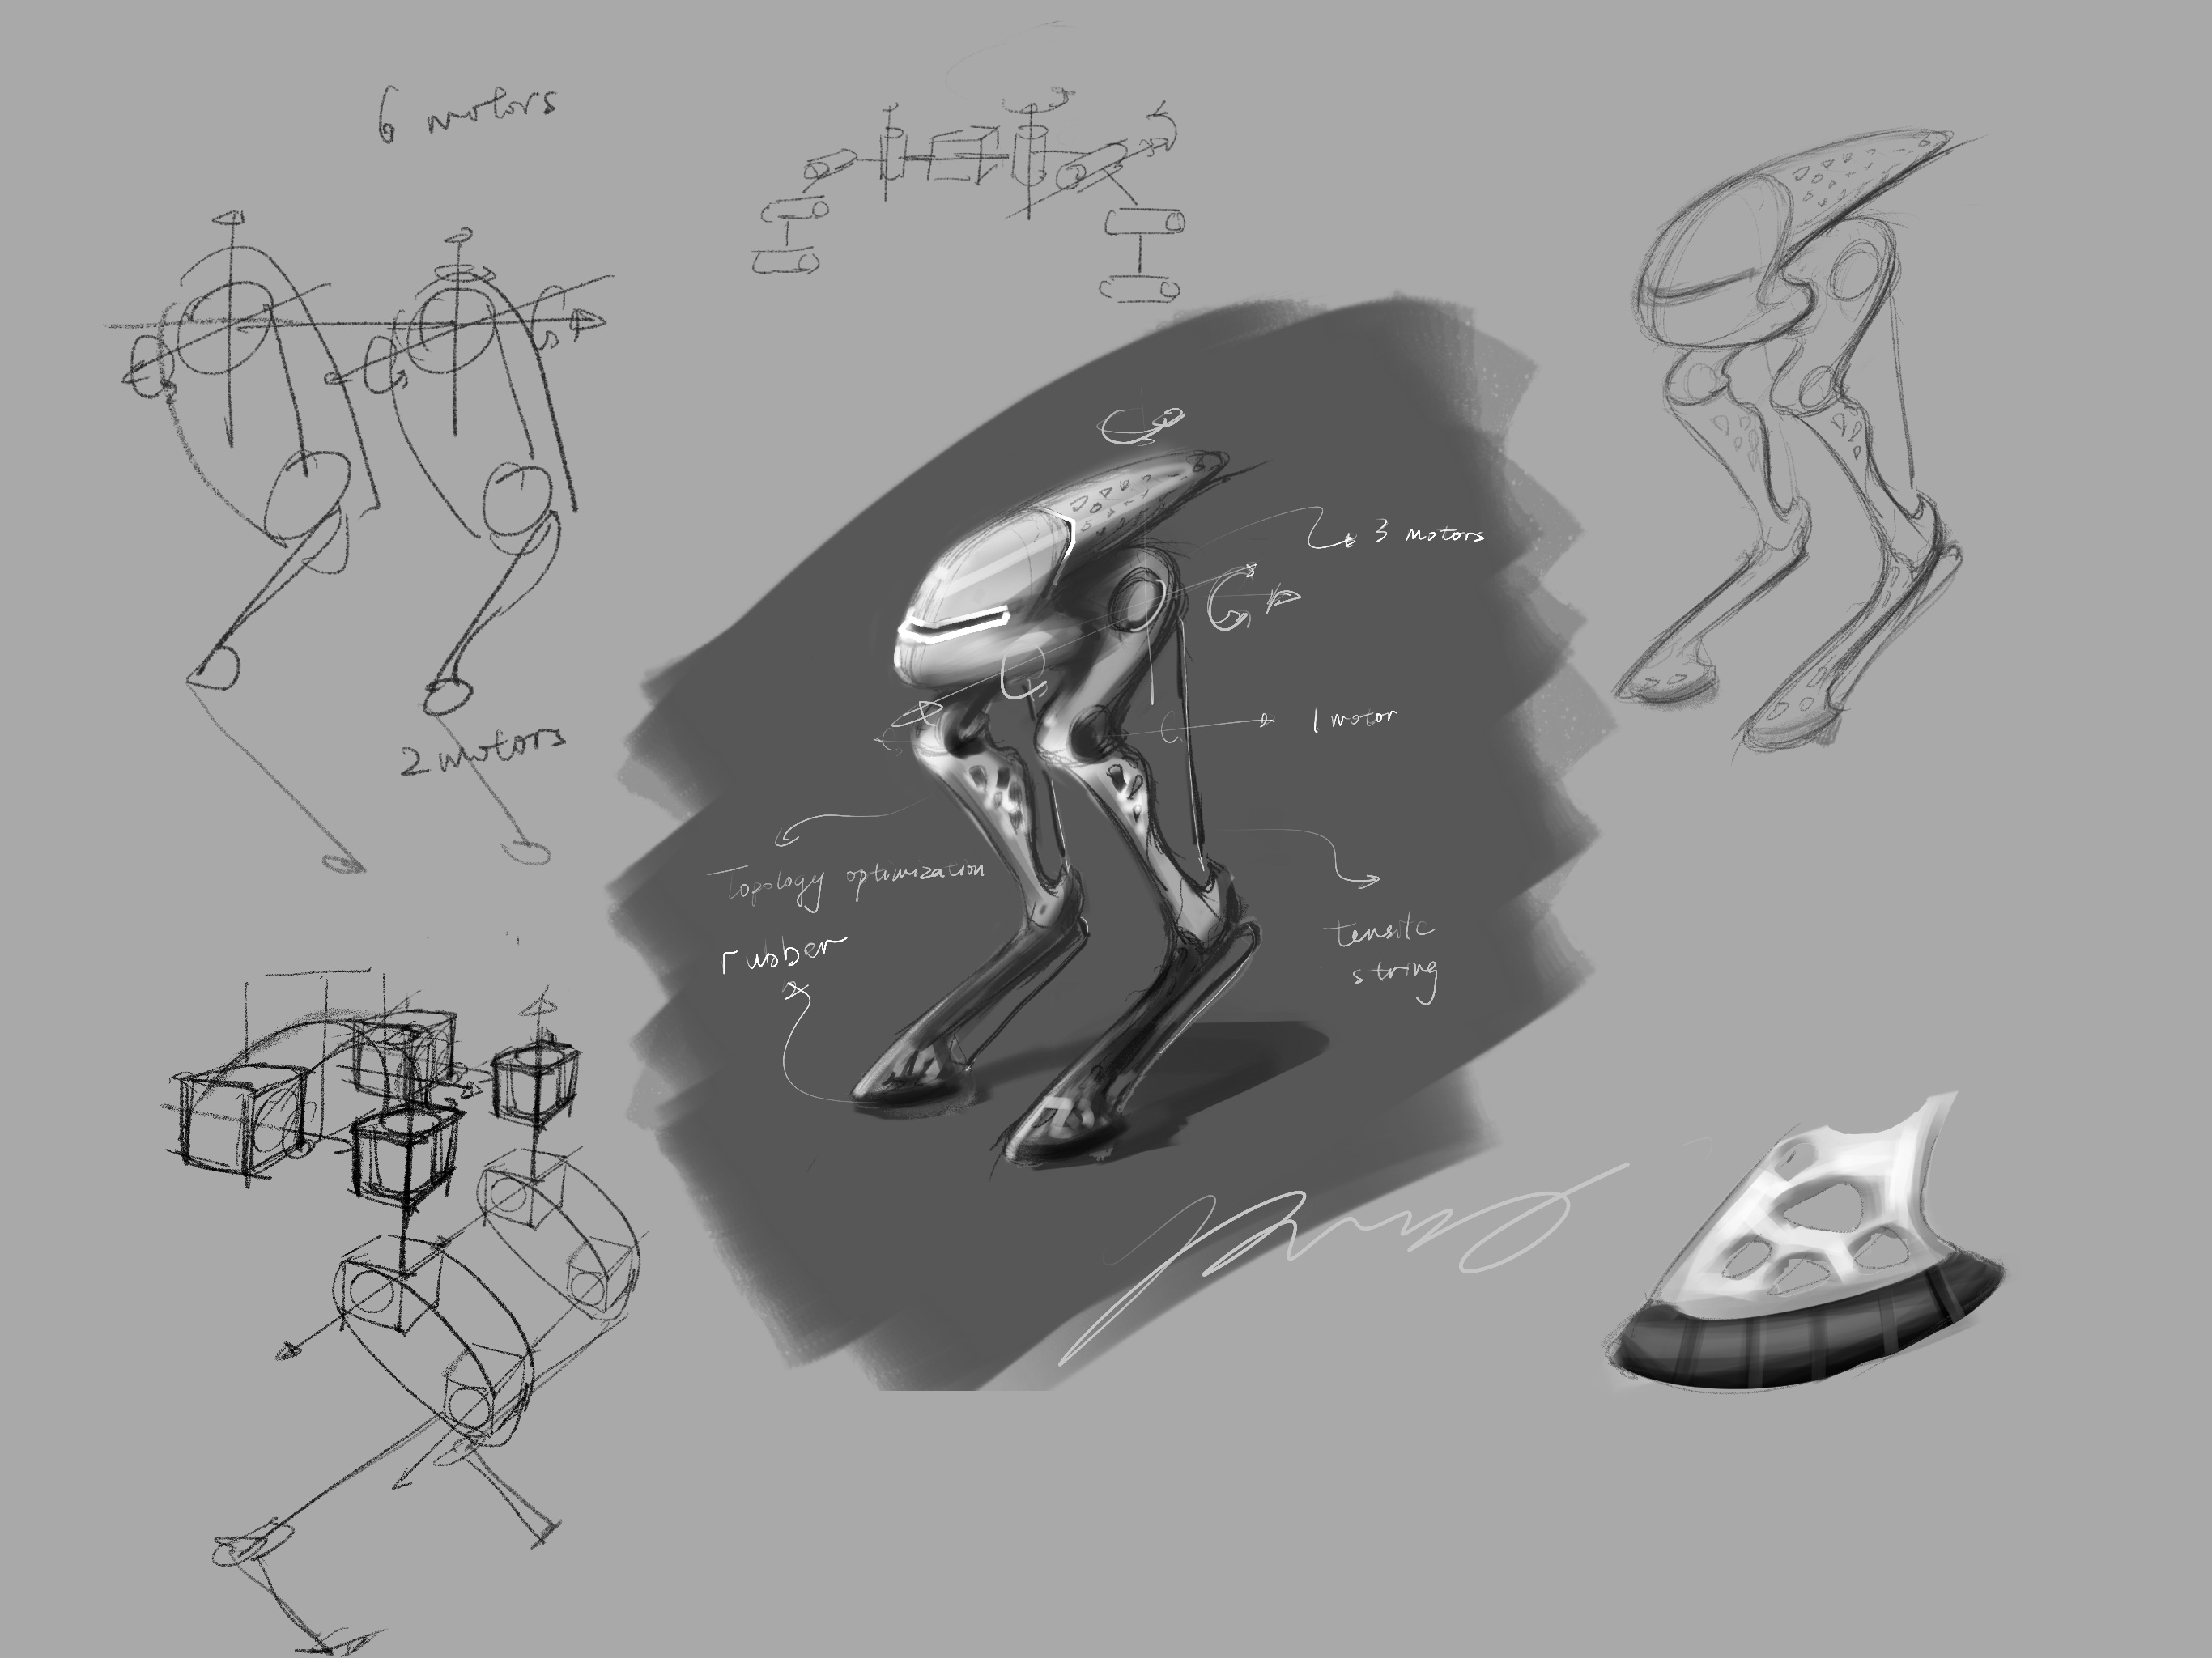 6 motors
3 motors
1 motor
2 motors
Topology optimization
rubber
tensile
string